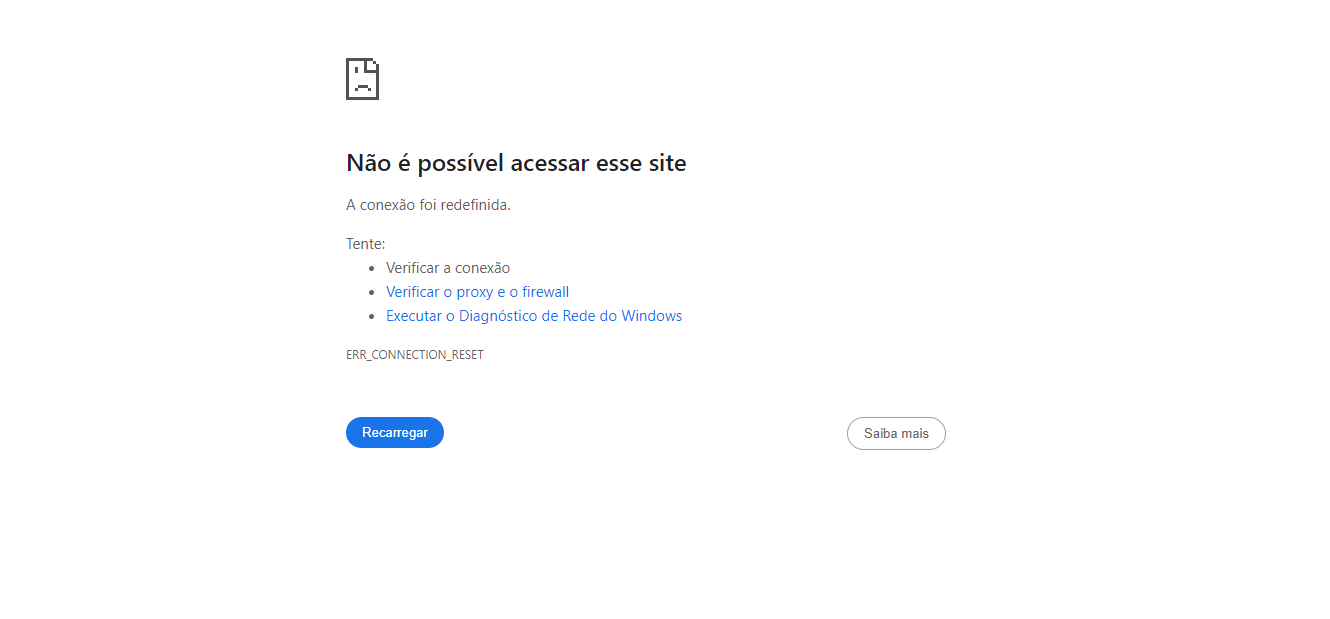 Não é possível acessar esse site
A conexão foi redefinida.
Tente:
Verificar a conexão
Verificar o proxy e o firewall
Executar o Diagnóstico de Rede do Windows
ERR_CONNECTION_RESET
Recarregar
Saiba mais